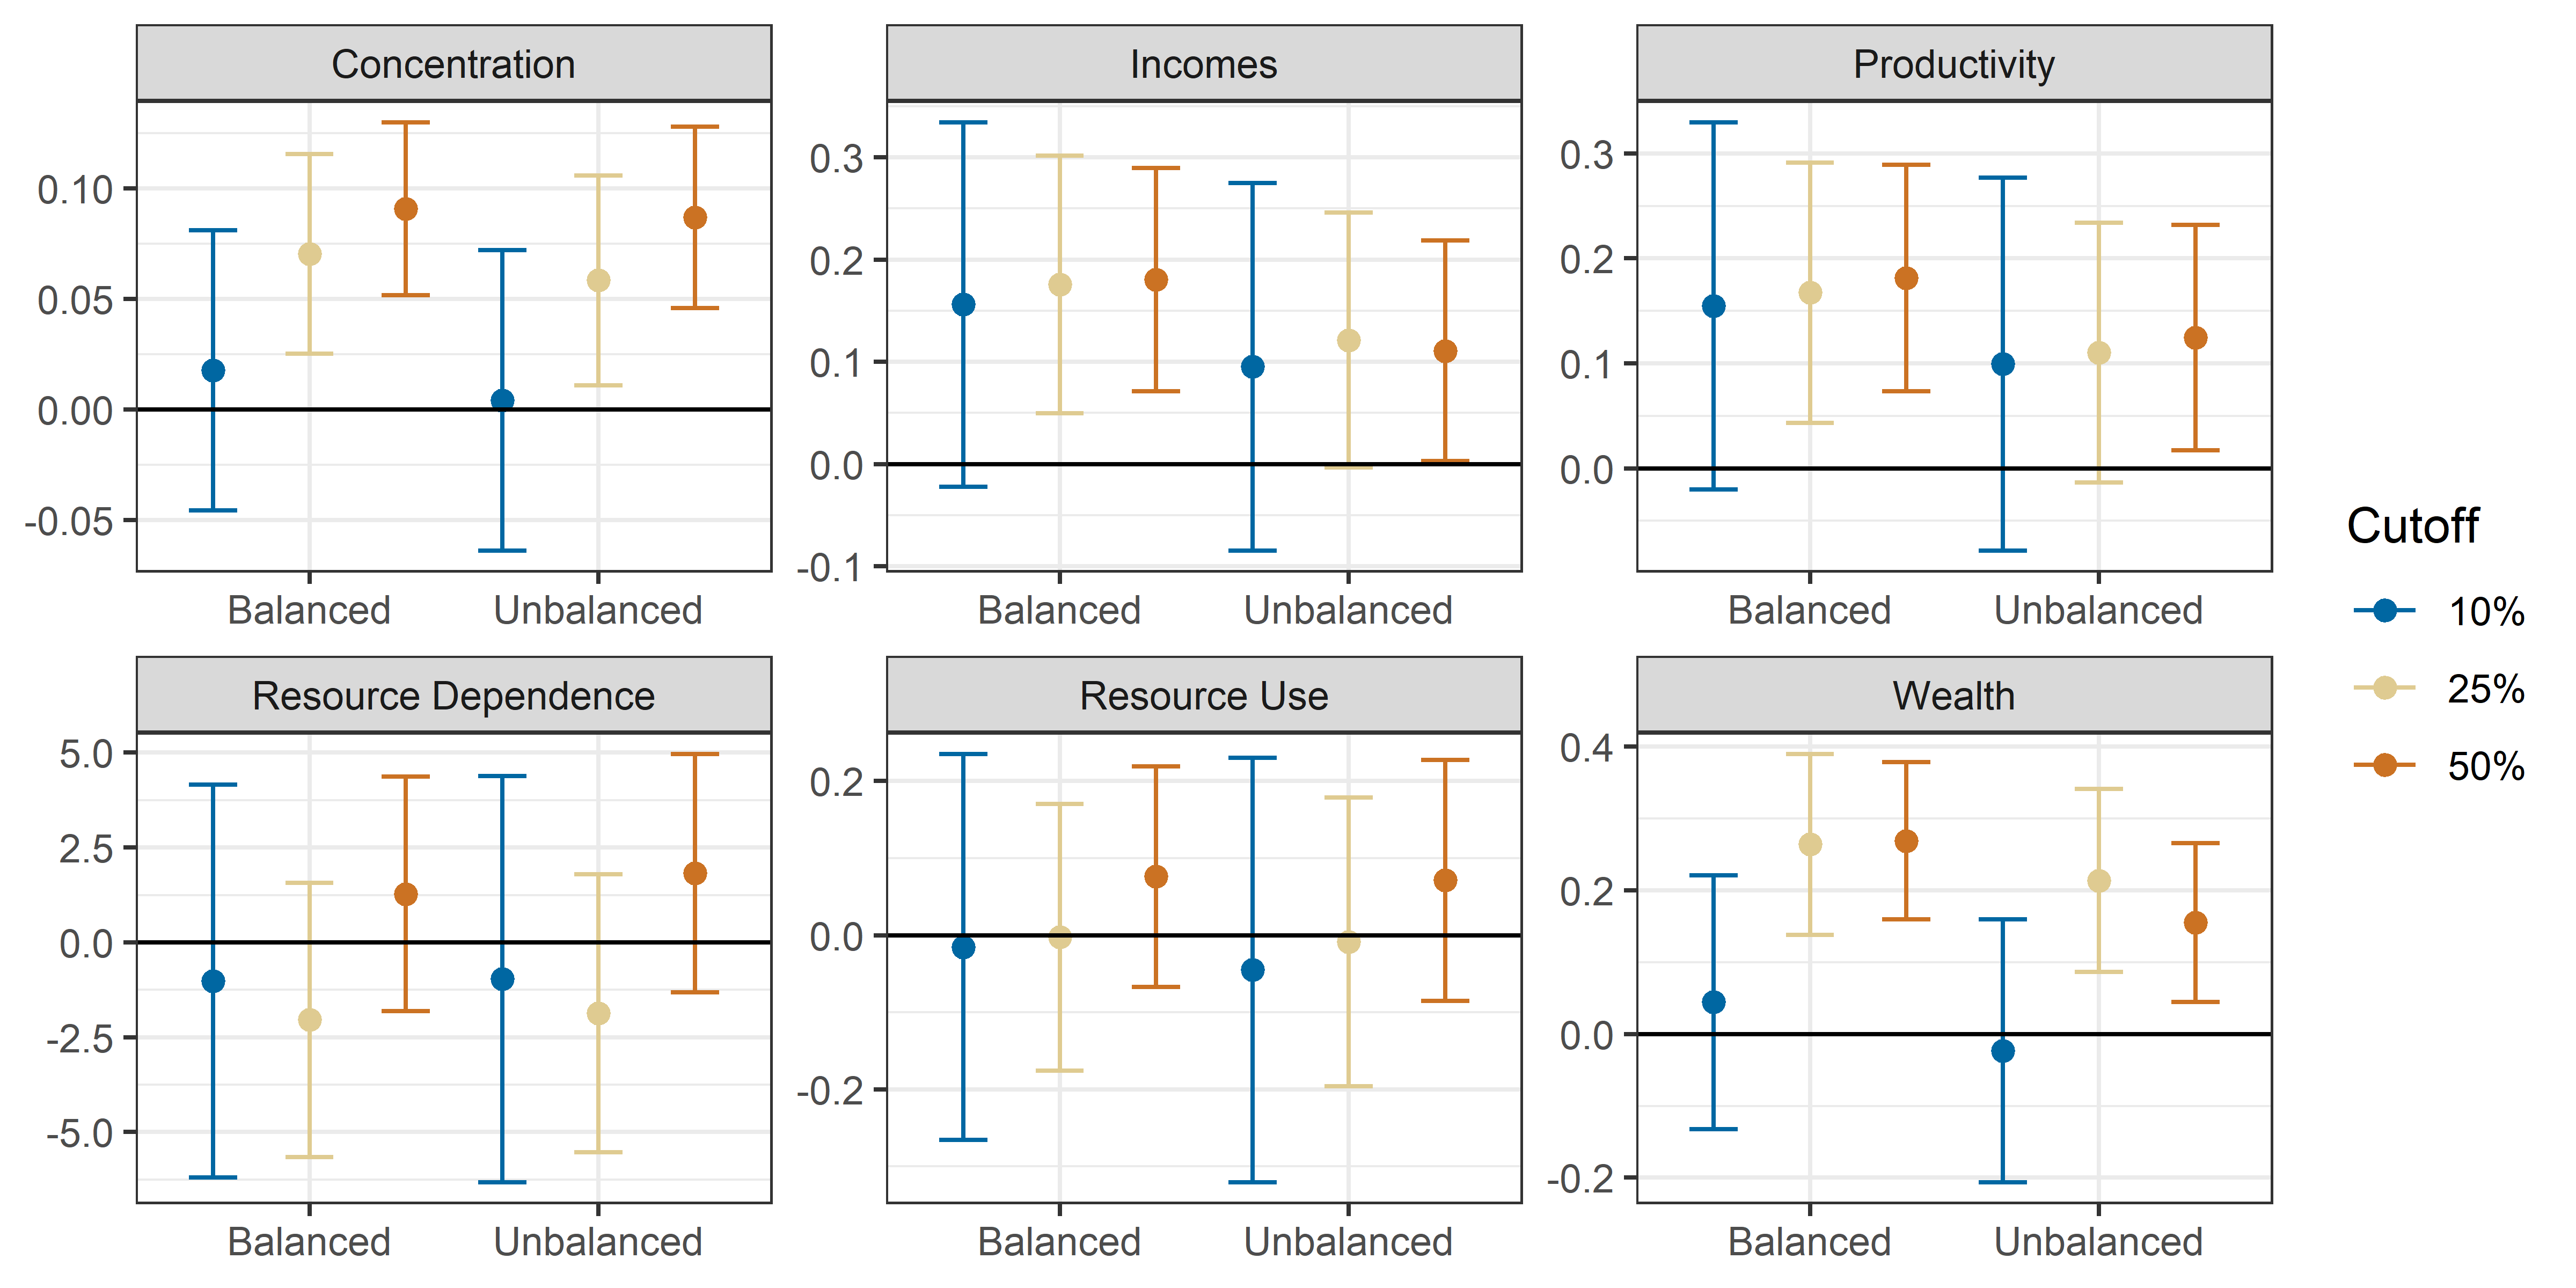 Concentration
0.10
0.05
0.00
-0.05
Balanced Unbalanced
Incomes
0.3
0.2
0.1
0.0
-0.1
Balanced Unbalanced
Productivity
0.3
0.2
0.1
0.0
Balanced Unbalanced
Resource Dependence
5.0
2.5
0.0
-2.5
-5.0
Balanced Unbalanced
Resource Use
0.2
0.0
-0.2
Balanced Unbalanced
Wealth
0.4
0.2
0.0
-0.2
Balanced Unbalanced
Cutoff
10%
25%
50%